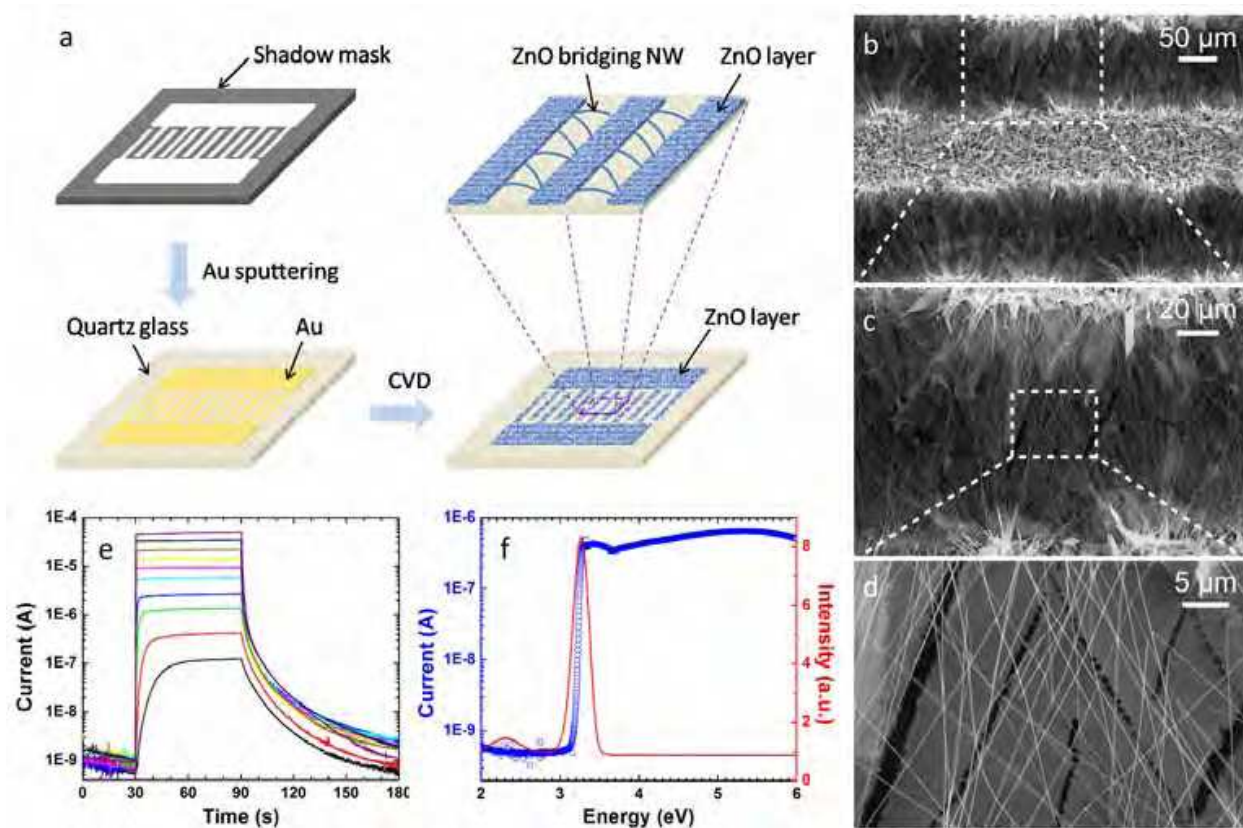 a
Shadow mask
ZnO bridging NW
ZnO layer
Au sputtering
Quartz glass
Au
CVD
ZnO layer
b
50 µm
c
20 µm
d
5 µm
e
1E-4
1E-5
1E-6
1E-7
1E-8
1E-9
Current (A)
0 30 60 90 120 150 180
Time (s)
f
1E-6
1E-7
1E-8
1E-9
Current (A)
8
6
4
2
0
Intensity (a.u.)
2 3 4 5 6
Energy (eV)